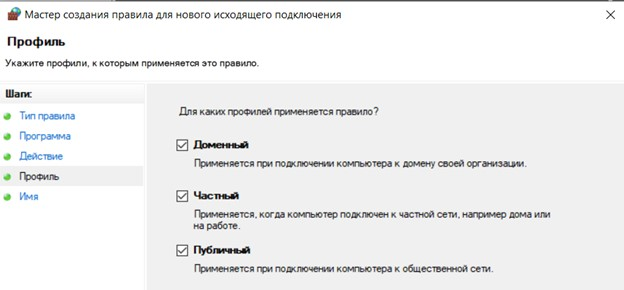 Мастер создания правила для нового исходящего подключения
Профиль
Укажите профили, к которым применяется это правило.
Шаги:
Тип правила
Программа
Действие
Профиль
Имя
Для каких профилей применяется правило?
Доменный
Применяется при подключении компьютера к домену своей организации.
Частный
Применяется, когда компьютер подключен к частной сети, например дома или
на работе.
Публичный
Применяется при подключении компьютера к общественной сети.